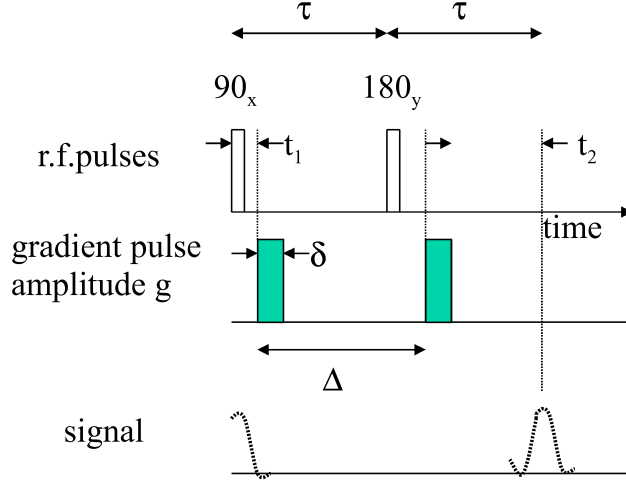 τ τ
90x 180y
r.f.pulses t1 t2
time
gradient pulse
amplitude g
δ
Δ
signal